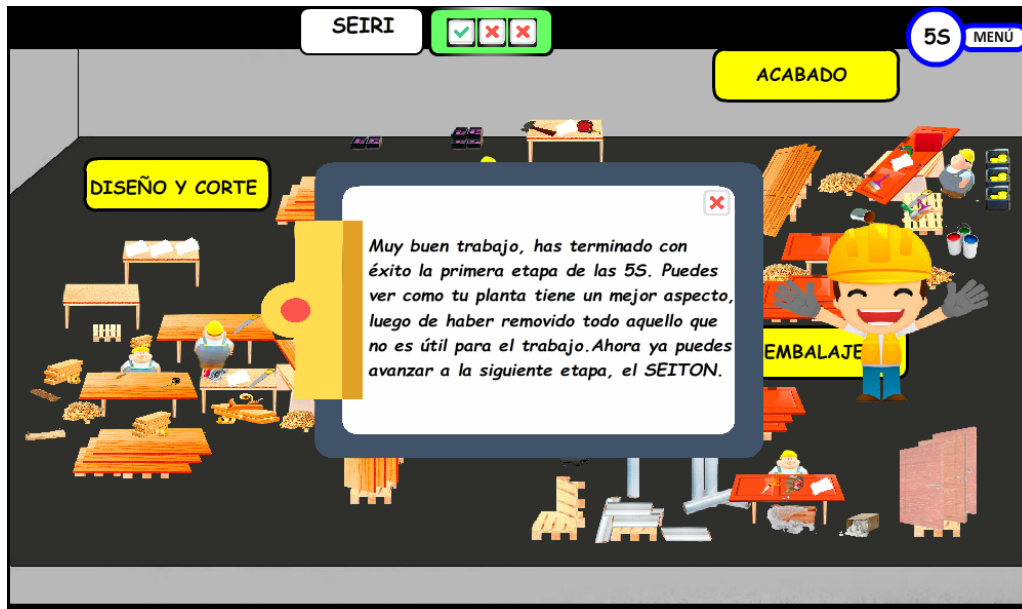 SEIRI
5S
MENÚ
ACABADO
DISEÑO Y CORTE
Muy buen trabajo, has terminado con
éxito la primera etapa de las 5S. Puedes
ver como tu planta tiene un mejor aspecto,
luego de haber removido todo aquello que
no es útil para el trabajo.Ahora ya puedes
avanzar a la siguiente etapa, el SEITON.
EMBALAJE